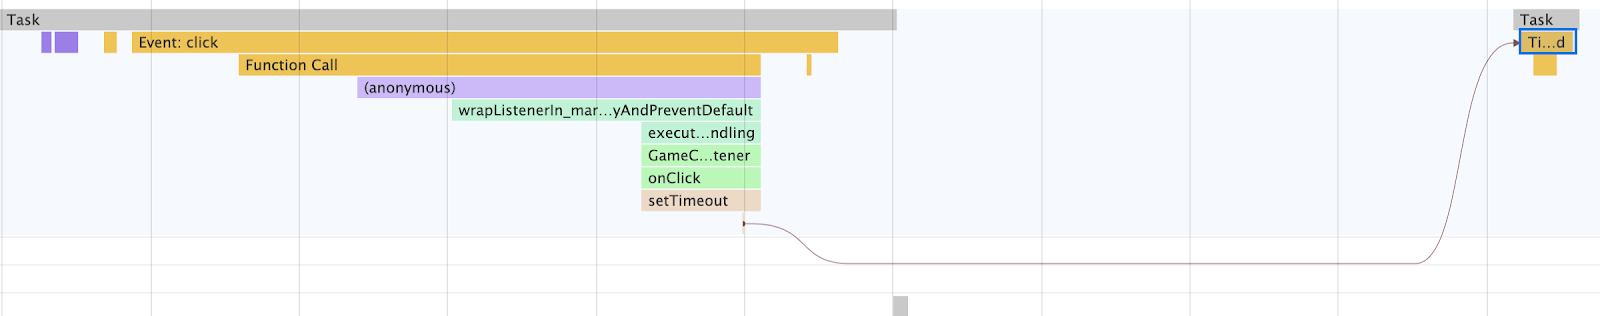 Task
Task
Event: click
Ti...d
Function Call
(anonymous)
wrapListenerIn_mar...yAndPreventDefault
execut...ndling
GameC...tener
onClick
setTimeout